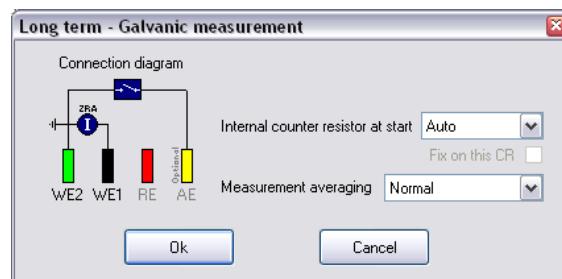 Long term - Galvanic measurement
Connection diagram
ZRA
I
Optional
WE2 WE1 RE AE
Internal counter resistor at start Auto
Fix on this CR
Measurement averaging Normal
Ok Cancel